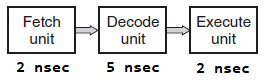 Fetch
unit
Decode
unit
Execute
unit
2 nsec
5 nsec
2 nsec